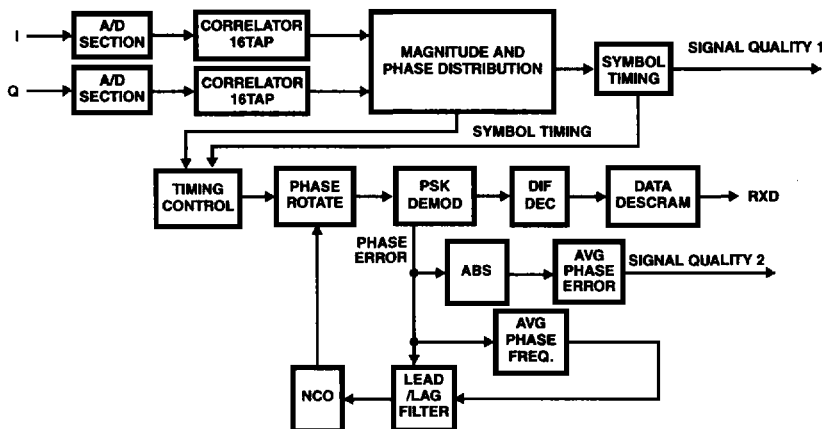 I
A/D
SECTION
CORRELATOR
16TAP
MAGNITUDE AND
PHASE DISTRIBUTION
SYMBOL
TIMING
SIGNAL QUALITY 1
Q
A/D
SECTION
CORRELATOR
16TAP
SYMBOL TIMING
TIMING
CONTROL
PHASE
ROTATE
PSK
DEMOD
DIF
DEC
DATA
DESCRAM
RXD
PHASE
ERROR
ABS
AVG
PHASE
ERROR
SIGNAL QUALITY 2
AVG
PHASE
FREQ.
NCO
LEAD
/LAG
FILTER